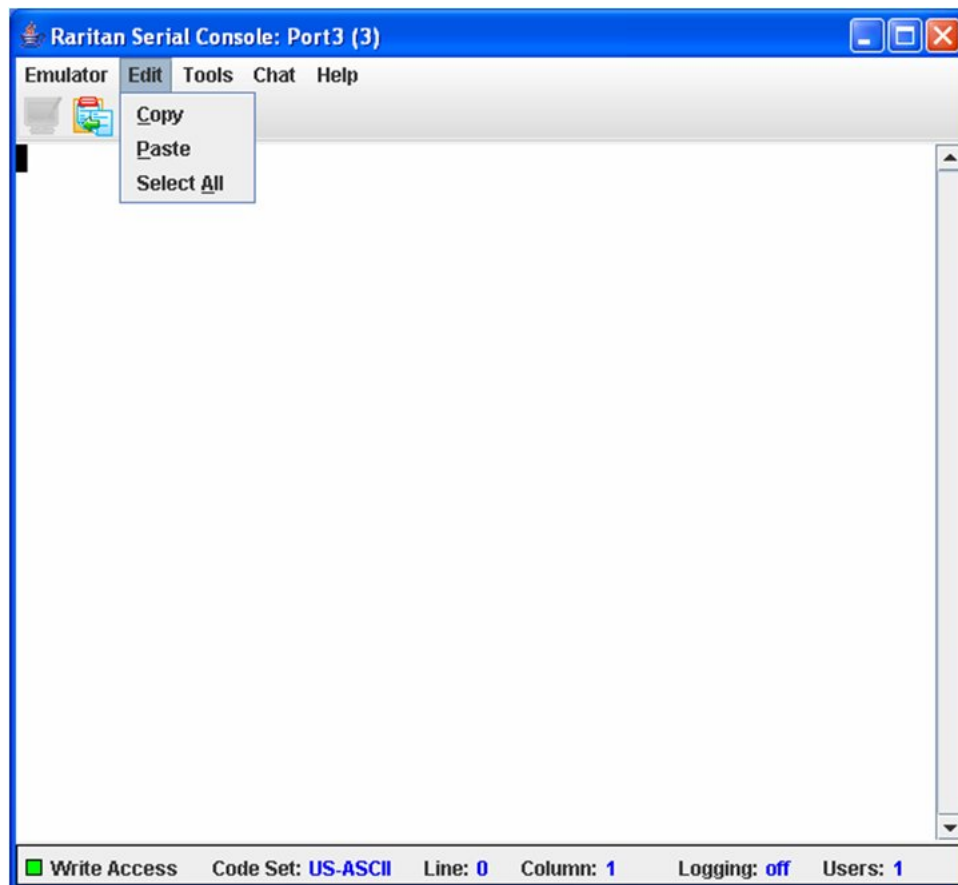 Raritan Serial Console: Port3 (3)
Emulator Edit Tools Chat Help
Copy
Paste
Select All
Write Access Code Set: US-ASCII Line: 0 Column: 1 Logging: off Users: 1